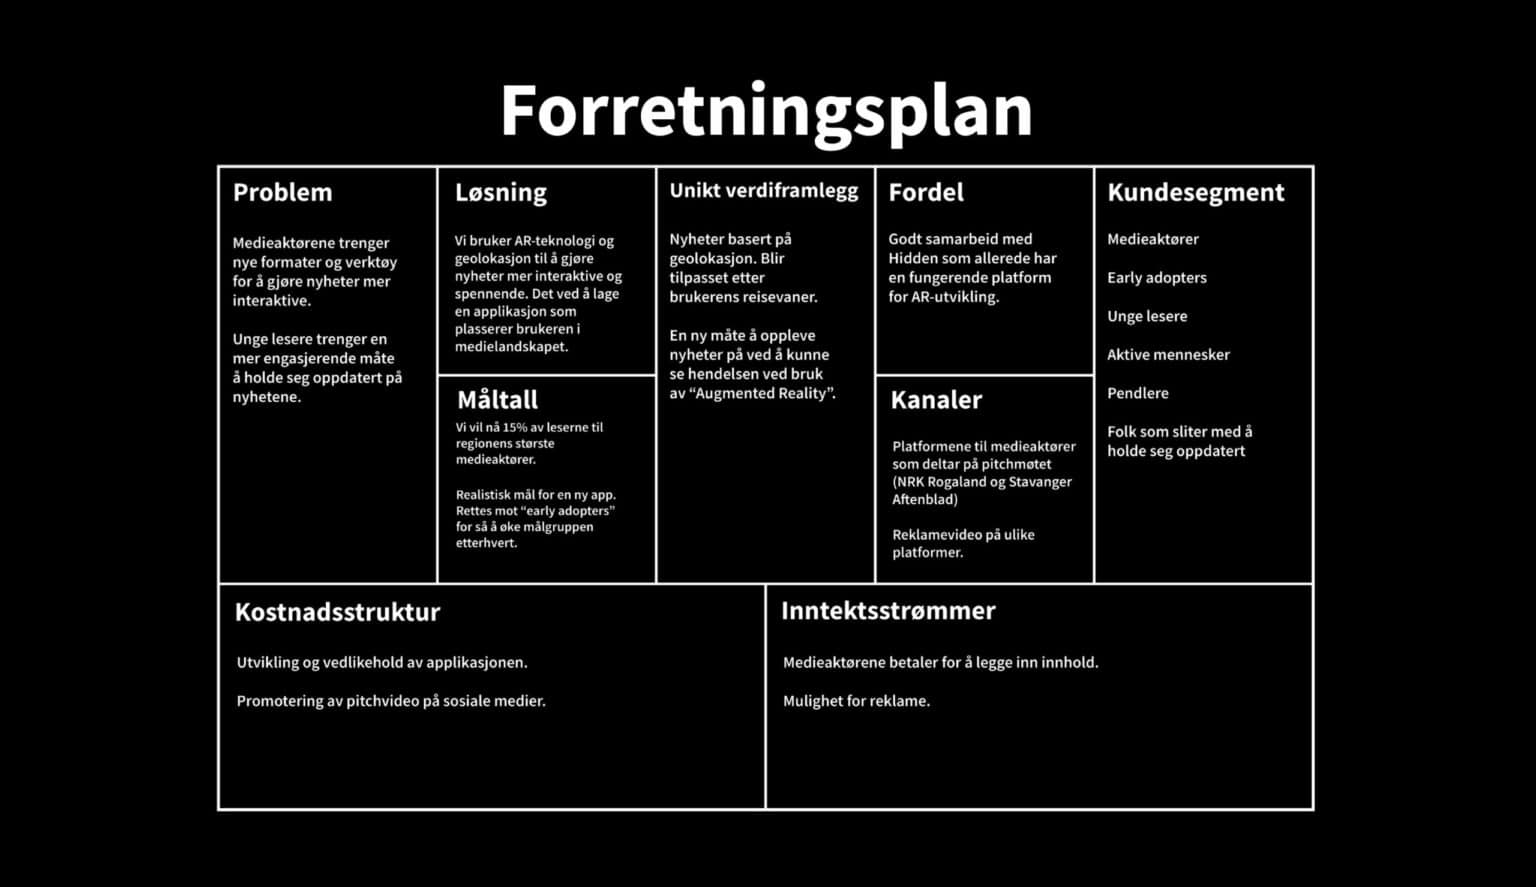 Forretningsplan
Problem
Medieaktørene trenger
nye formater og verktøy
for å gjøre nyheter mer
interaktive.
Unge lesere trenger en
mer engasjerende måte
å holde seg oppdatert på
nyhetene.
Løsning
Vi bruker AR-teknologi og
geolokasjon til å gjøre
nyheter mer interaktive og
spennende. Det ved å lage
en applikasjon som
plasserer brukeren i
medielandskapet.
Måltall
Vi vil nå 15% av leserne til
regionens største
medieaktører.
Realistisk mål for en ny app.
Rettes mot “early adopters”
for så å øke målgruppen
etterhvert.
Unikt verdiframlegg
Nyheter basert på
geolokasjon. Blir
tilpasset etter
brukerens reisevaner.
En ny måte å oppleve
nyheter på ved å kunne
se hendelsen ved bruk
av “Augmented Reality”.
Fordel
Godt samarbeid med
Hidden som allerede har
en fungerende platform
for AR-utvikling.
Kanaler
Platformene til medieaktører
som deltar på pitchmøtet
(NRK Rogaland og Stavanger
Aftenblad)
Reklamevideo på ulike
platformer.
Kundesegment
Medieaktører
Early adopters
Unge lesere
Aktive mennesker
Pendlere
Folk som sliter med å
holde seg oppdatert
Kostnadsstruktur
Utvikling og vedlikehold av applikasjonen.
Promotering av pitchvideo på sosiale medier.
Inntektsstrømmer
Medieaktørene betaler for å legge inn innhold.
Mulighet for reklame.